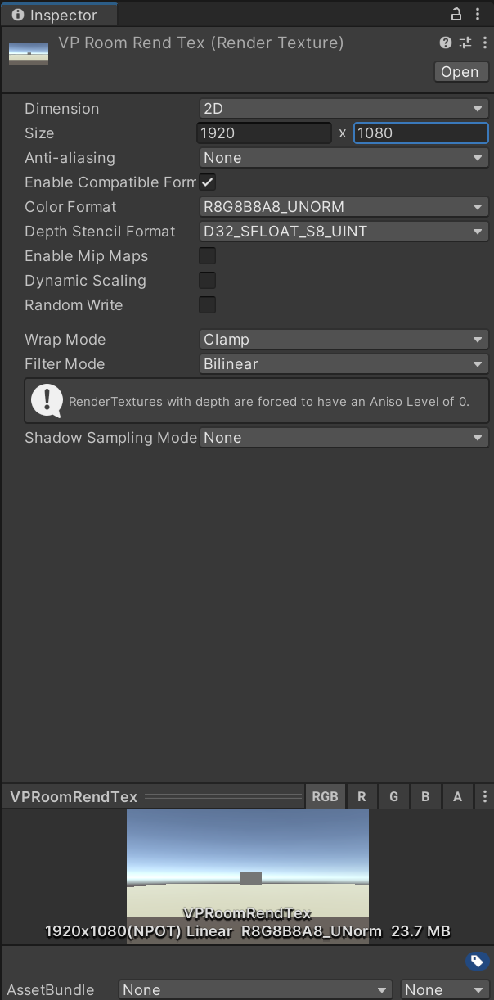 Inspector
VP Room Rend Tex (Render Texture)
Open
Dimension 2D
Size 1920 x 1080
Anti-aliasing None
Enable Compatible Form
Color Format R8G8B8A8_UNORM
Depth Stencil Format D32_SFLOAT_S8_UINT
Enable Mip Maps
Dynamic Scaling
Random Write
Wrap Mode Clamp
Filter Mode Bilinear
RenderTextures with depth are forced to have an Aniso Level of 0.
Shadow Sampling Mode None
VPRoomRendTex RGB R G B A
VPRoomRendTex
1920x1080(NPOT) Linear R8G8B8A8_UNorm 23.7 MB
AssetBundle None None